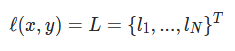 ℓ(x, y) = L = {l₁, ..., l_N}ᵀ